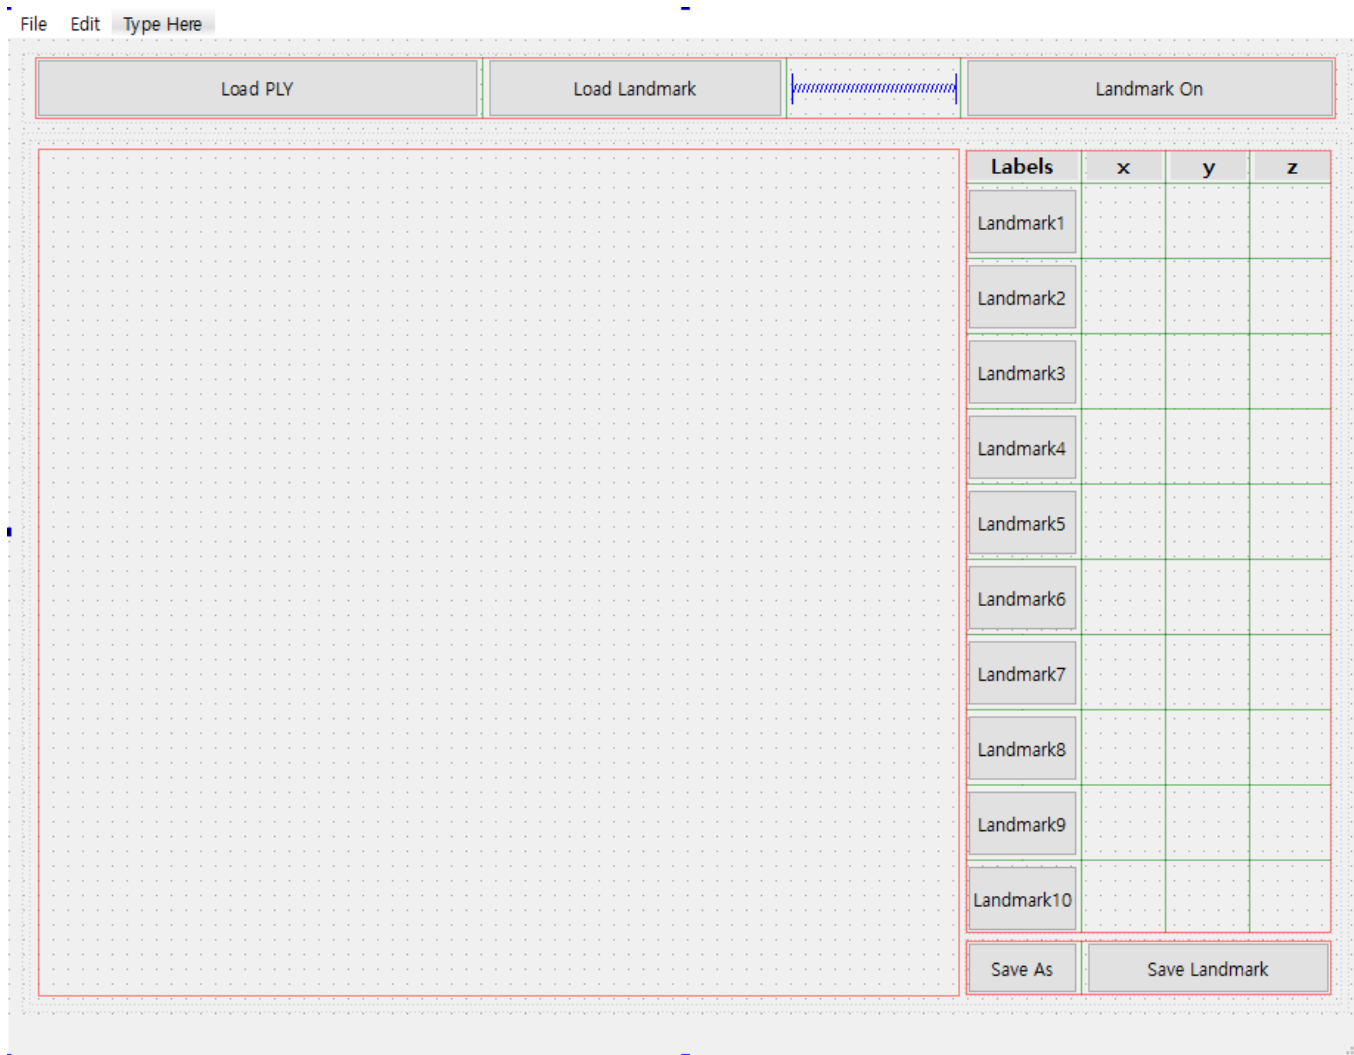 File Edit Type Here
Load PLY Load Landmark Landmark On
Labels x y z
Landmark1
Landmark2
Landmark3
Landmark4
Landmark5
Landmark6
Landmark7
Landmark8
Landmark9
Landmark10
Save As Save Landmark